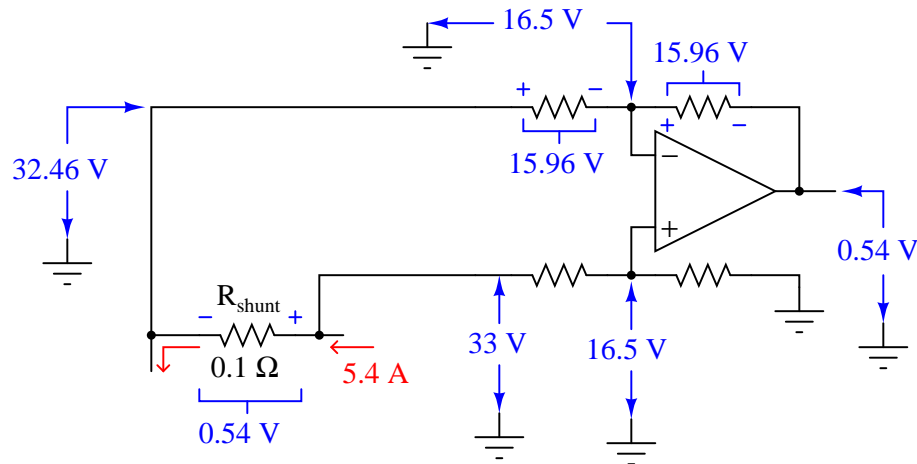 16.5 V
15.96 V
+ −
+ −
32.46 V
15.96 V
−
+
0.54 V
R_shunt
− +
0.1 Ω
5.4 A
33 V
16.5 V
0.54 V